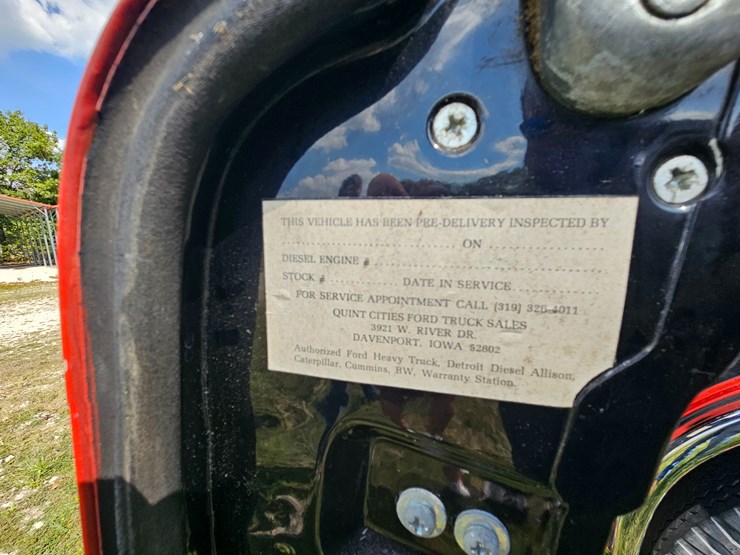 THIS VEHICLE HAS BEEN PRE-DELIVERY INSPECTED BY
.............................. ON ....................
DIESEL ENGINE # ........................................
STOCK # ................ DATE IN SERVICE ................
FOR SERVICE APPOINTMENT CALL (319) 326-4011
QUINT CITIES FORD TRUCK SALES
3921 W. RIVER DR.
DAVENPORT, IOWA 52802
Authorized Ford Heavy Truck, Detroit Diesel Allison,
Caterpillar, Cummins, RW, Warranty Station.